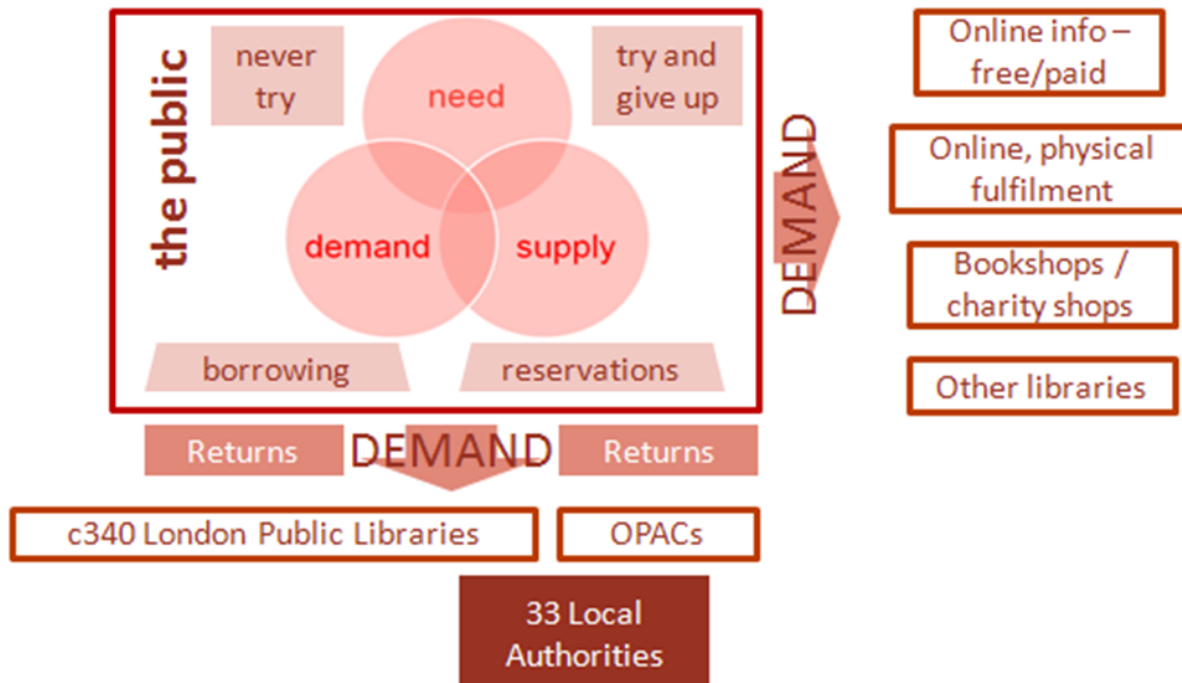 the public
never
try
need
try and
give up
demand
supply
borrowing
reservations
DEMAND
Online info –
free/paid
Online, physical
fulfilment
Bookshops /
charity shops
Other libraries
Returns
DEMAND
Returns
c340 London Public Libraries
OPACs
33 Local
Authorities